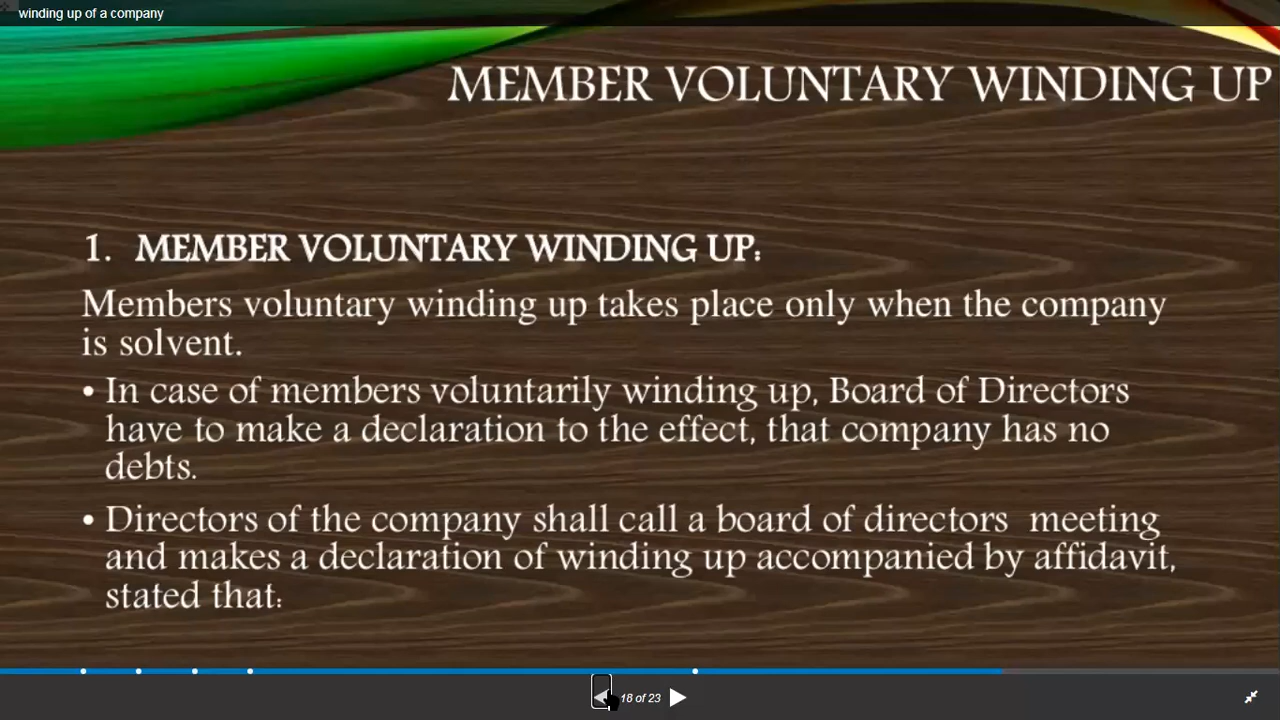 winding up of a company
MEMBER VOLUNTARY WINDING UP
1. MEMBER VOLUNTARY WINDING UP:
Members voluntary winding up takes place only when the company
is solvent.
• In case of members voluntarily winding up, Board of Directors
have to make a declaration to the effect, that company has no
debts.
• Directors of the company shall call a board of directors meeting
and makes a declaration of winding up accompanied by affidavit,
stated that:
18 of 23